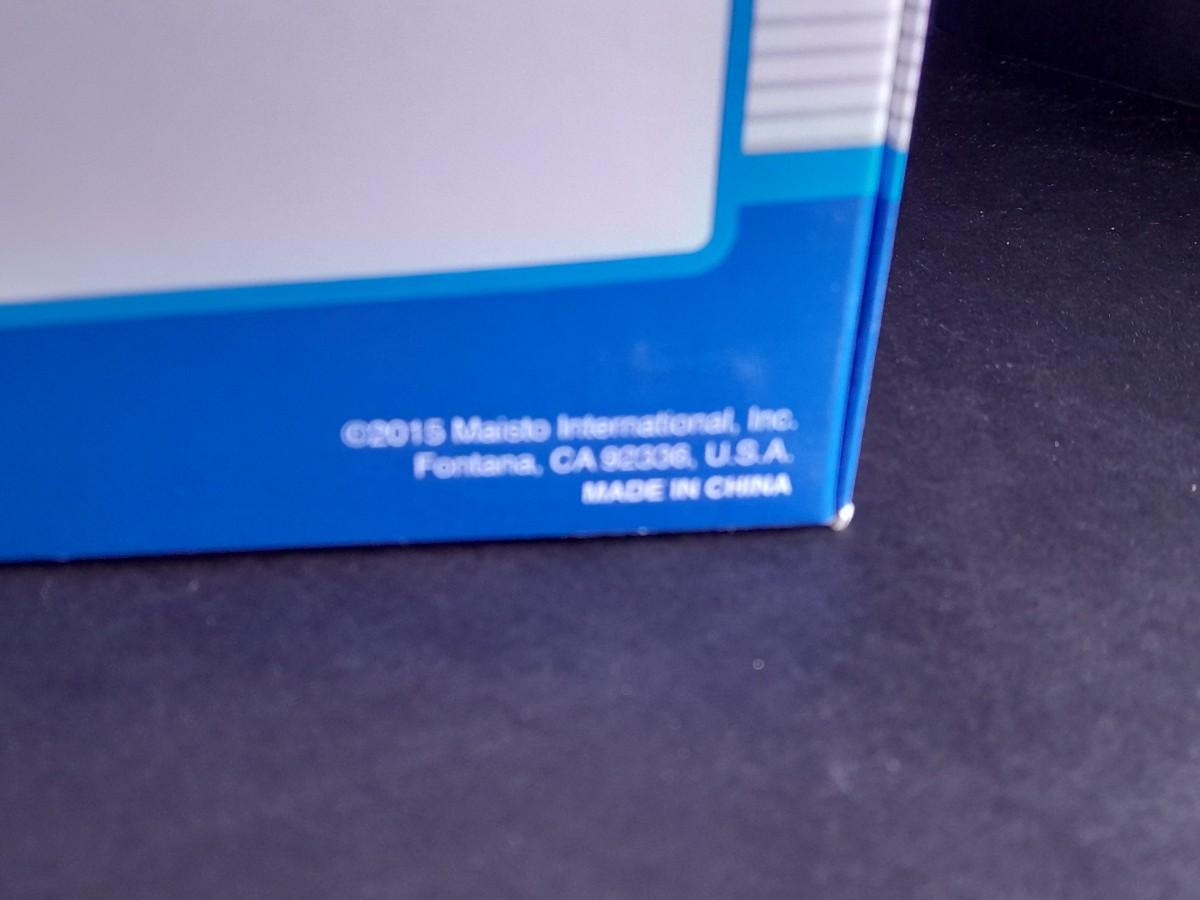 ©2015 Maisto International, Inc.
Fontana, CA 92336, U.S.A.
MADE IN CHINA